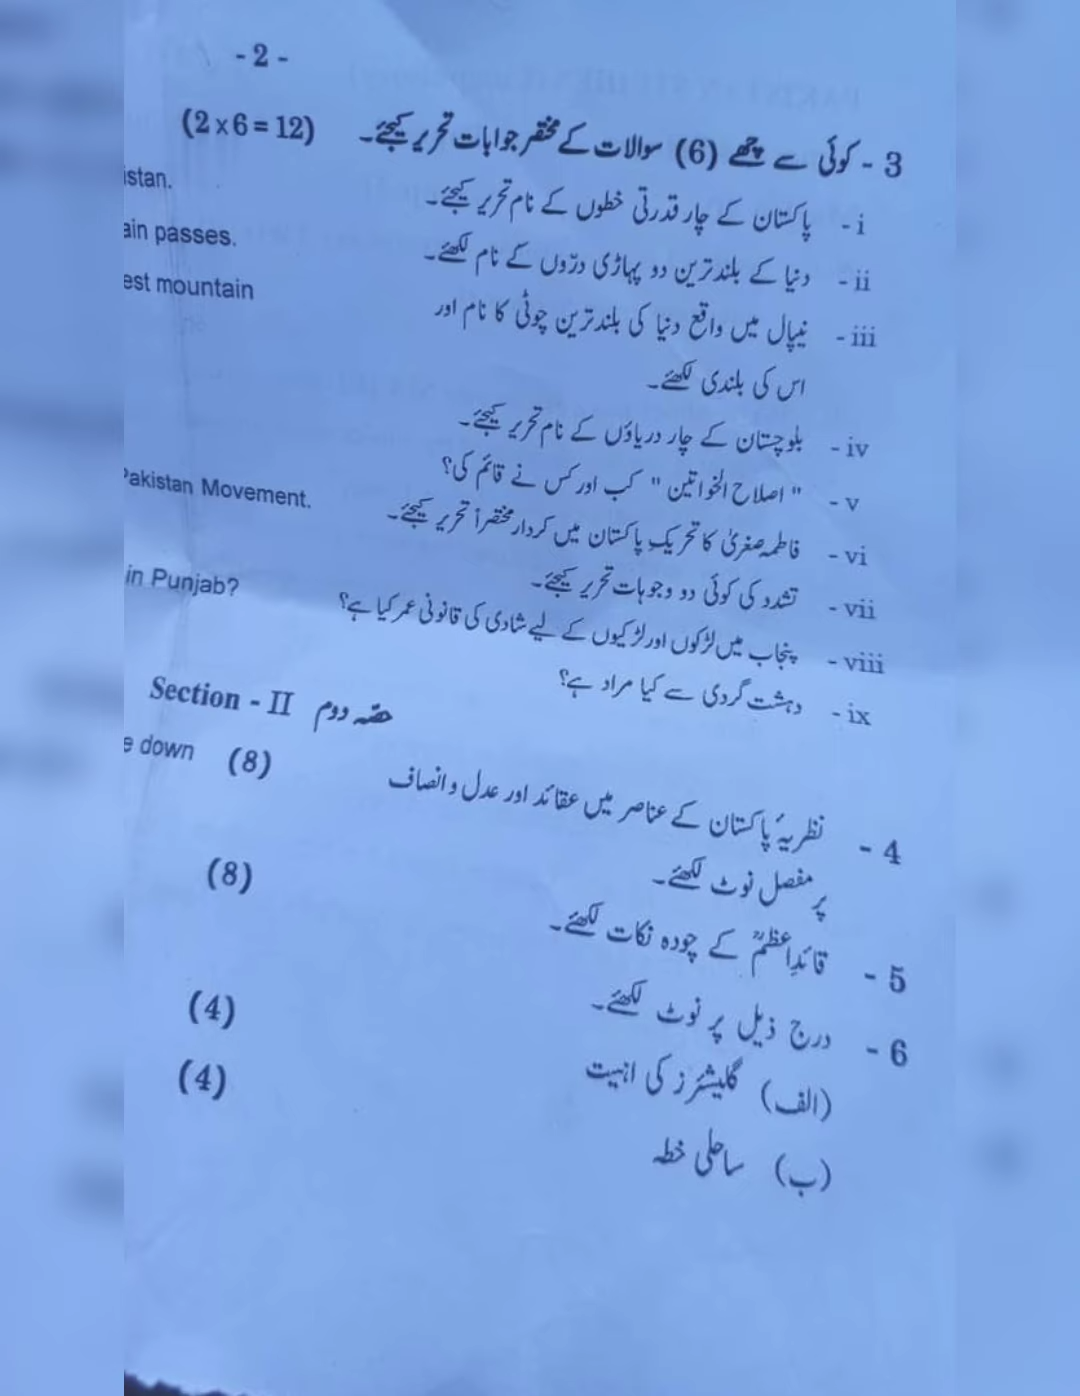 - 2 -
3 - کوئی سے چھے (6) سوالات کے مختصر جوابات تحریر کیجئے۔ (2 x 6 = 12)
i - پاکستان کے چار قدرتی خطوں کے نام تحریر کیجئے۔
istan.
ii - دنیا کے بلند ترین دو پہاڑی درّوں کے نام لکھئے۔
ain passes.
iii - نیپال میں واقع دنیا کی بلند ترین چوٹی کا نام اور
est mountain
اس کی بلندی لکھئے۔
iv - بلوچستان کے چار دریاؤں کے نام تحریر کیجئے۔
v - " اصلاح الخواتین " کب اور کس نے قائم کی؟
vi - فاطمہ صغریٰ کا تحریکِ پاکستان میں کردار مختصراً تحریر کیجئے۔
Pakistan Movement.
vii - تشدد کی کوئی دو وجوہات تحریر کیجئے۔
viii - پنجاب میں لڑکوں اور لڑکیوں کے لیے شادی کی قانونی عمر کیا ہے؟
in Punjab?
ix - دہشت گردی سے کیا مراد ہے؟
Section - II حصّہ دوم
4 - نظریۂ پاکستان کے عناصر میں عقائد اور عدل و انصاف
e down (8)
پر مفصل نوٹ لکھئے۔
5 - قائدِاعظمؒ کے چودہ نکات لکھئے۔ (8)
6 - درج ذیل پر نوٹ لکھئے۔
(الف) گلیشئرز کی اہمیت (4)
(ب) ساحلی خطہ (4)